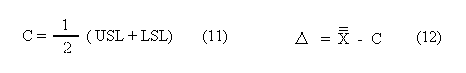 C = 1/2 ( USL + LSL) (11) △ = X̿ - C (12)